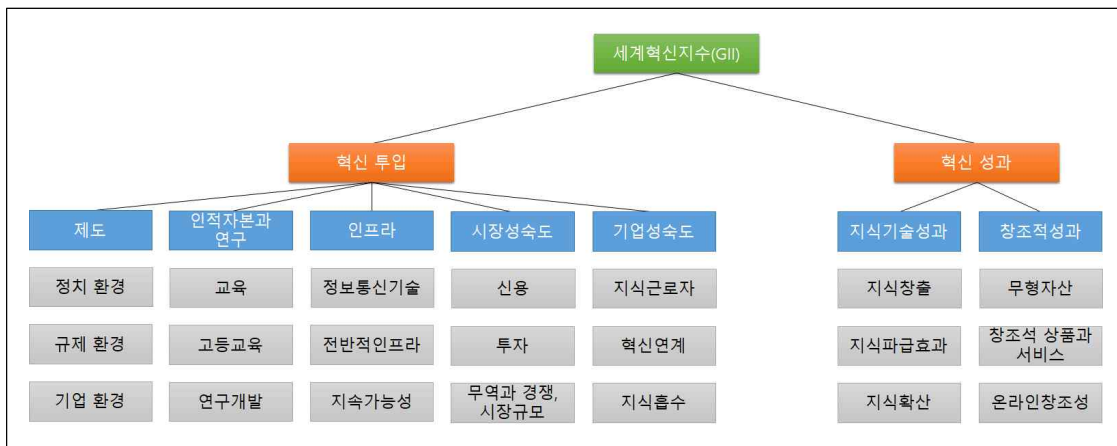 세계혁신지수(GII)
혁신 투입
혁신 성과
제도
인적자본과
연구
인프라
시장성숙도
기업성숙도
지식기술성과
창조적성과
정치 환경
교육
정보통신기술
신용
지식근로자
지식창출
무형자산
규제 환경
고등교육
전반적인프라
투자
혁신연계
지식파급효과
창조석 상품과
서비스
기업 환경
연구개발
지속가능성
무역과 경쟁,
시장규모
지식흡수
지식확산
온라인창조성